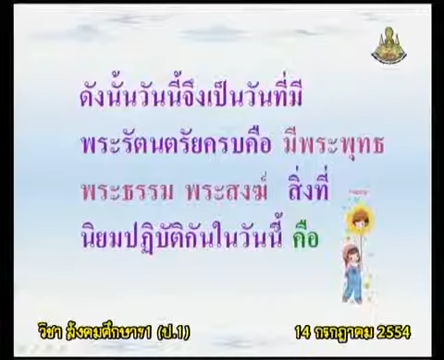 ดังนั้นวันนี้จึงเป็นวันที่มี
พระรัตนตรัยครบคือ มีพระพุทธ
พระธรรม พระสงฆ์ สิ่งที่
นิยมปฏิบัติกันในวันนี้ คือ
วิชา สังคมศึกษาฯ1 (ป.1)
14 กรกฎาคม 2554